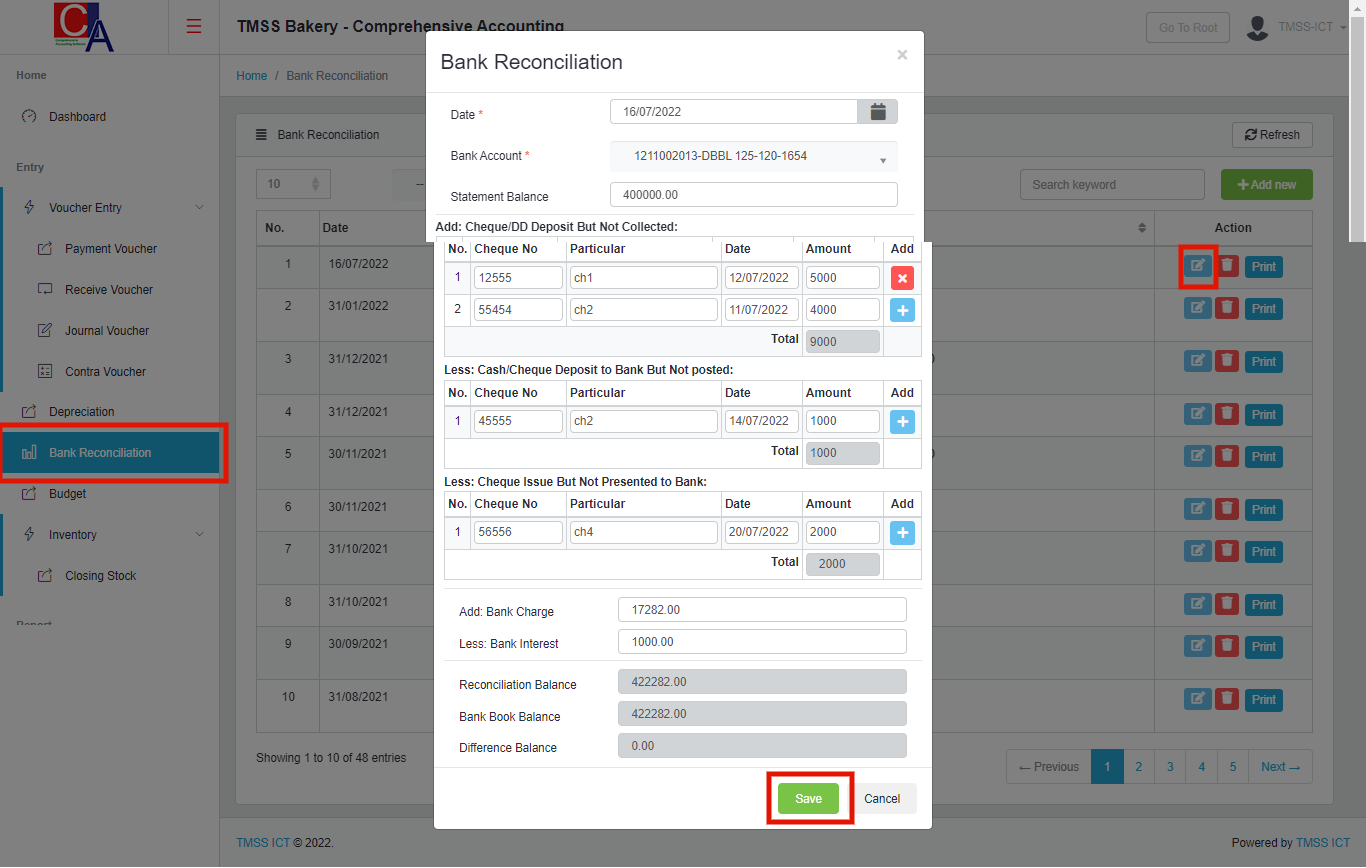 CA
TMSS Bakery - Comprehensive Accounting
Go To Root
TMSS-ICT
Home
Dashboard
Entry
Voucher Entry
Payment Voucher
Receive Voucher
Journal Voucher
Contra Voucher
Depreciation
Bank Reconciliation
Budget
Inventory
Closing Stock
Home / Bank Reconciliation
Bank Reconciliation
Refresh
10
--
Search keyword
Add new
No. Date Action
1 16/07/2022 Print
2 31/01/2022 Print
3 31/12/2021 Print
4 31/12/2021 Print
5 30/11/2021 Print
6 30/11/2021 Print
7 31/10/2021 Print
8 31/10/2021 Print
9 30/09/2021 Print
10 31/08/2021 Print
Showing 1 to 10 of 48 entries
← Previous 1 2 3 4 5 Next →
TMSS ICT © 2022.
Powered by TMSS ICT
Bank Reconciliation ×
Date * 16/07/2022
Bank Account * 1211002013-DBBL 125-120-1654
Statement Balance 400000.00
Add: Cheque/DD Deposit But Not Collected:
No. Cheque No Particular Date Amount Add
1 12555 ch1 12/07/2022 5000
2 55454 ch2 11/07/2022 4000
Total 9000
Less: Cash/Cheque Deposit to Bank But Not posted:
No. Cheque No Particular Date Amount Add
1 45555 ch2 14/07/2022 1000
Total 1000
Less: Cheque Issue But Not Presented to Bank:
No. Cheque No Particular Date Amount Add
1 56556 ch4 20/07/2022 2000
Total 2000
Add: Bank Charge 17282.00
Less: Bank Interest 1000.00
Reconciliation Balance 422282.00
Bank Book Balance 422282.00
Difference Balance 0.00
Save Cancel